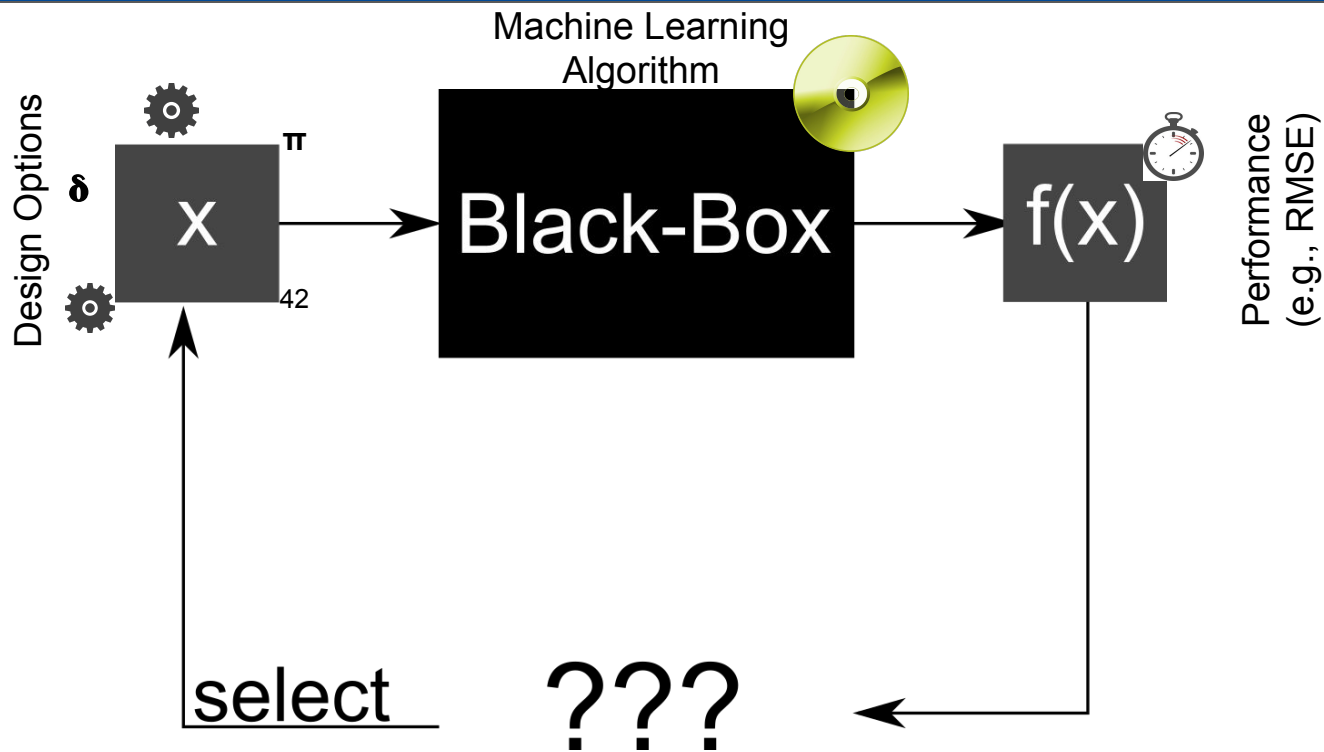 Machine Learning
Algorithm
Design Options
δ
π
x
42
Black-Box
f(x)
Performance
(e.g., RMSE)
select
???